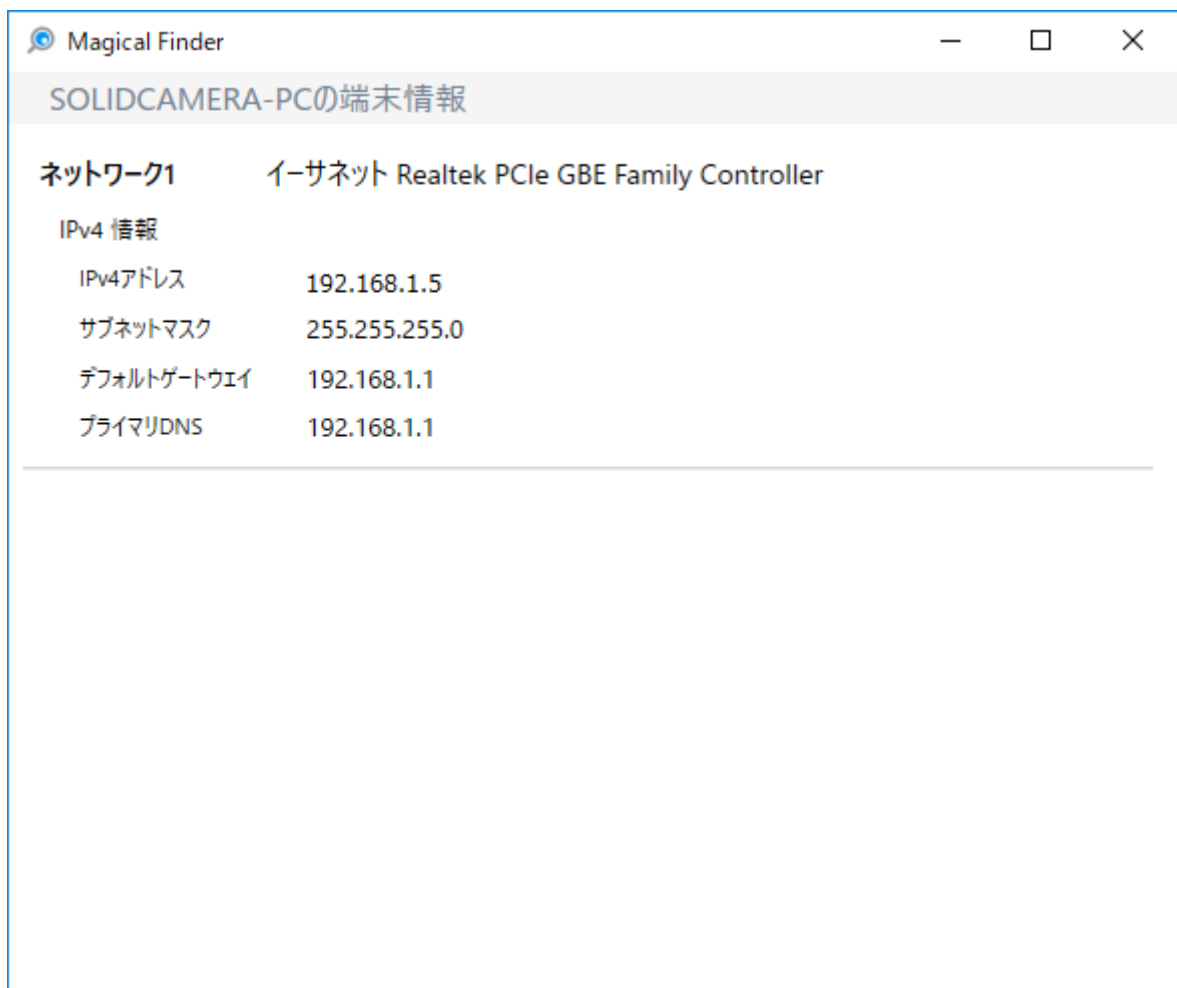 Magical Finder
SOLIDCAMERA-PCの端末情報
ネットワーク1 イーサネット Realtek PCIe GBE Family Controller
IPv4 情報
IPv4アドレス 192.168.1.5
サブネットマスク 255.255.255.0
デフォルトゲートウエイ 192.168.1.1
プライマリDNS 192.168.1.1